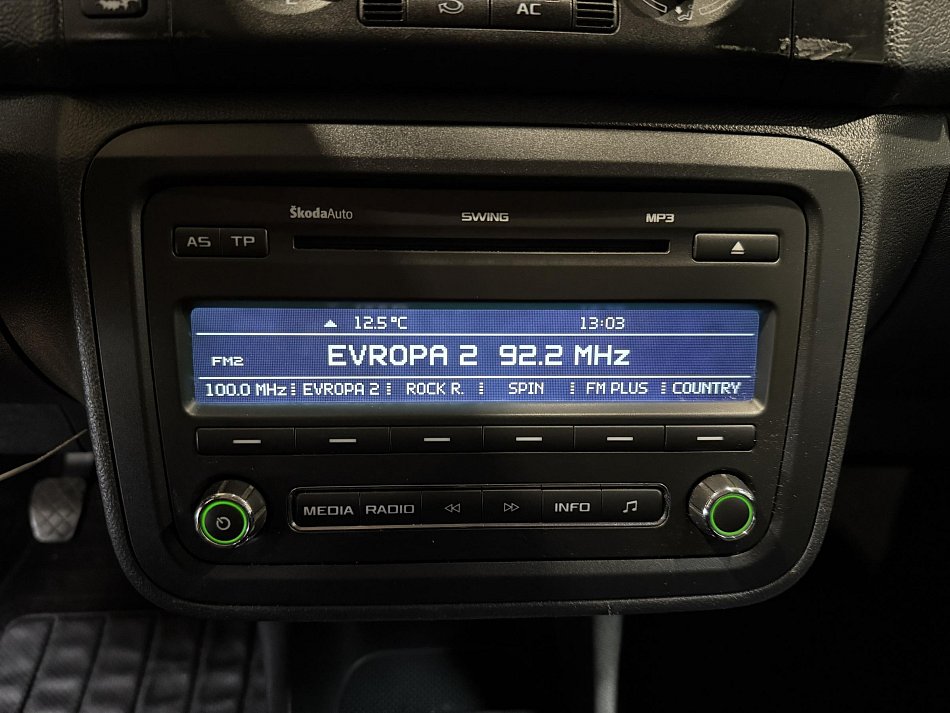 AC
ŠkodaAuto SWING MP3
AS TP
12.5°C 13:03
FM2 EVROPA 2 92.2 MHz
100.0 MHz EVROPA 2 ROCK R. SPIN FM PLUS COUNTRY
MEDIA RADIO INFO